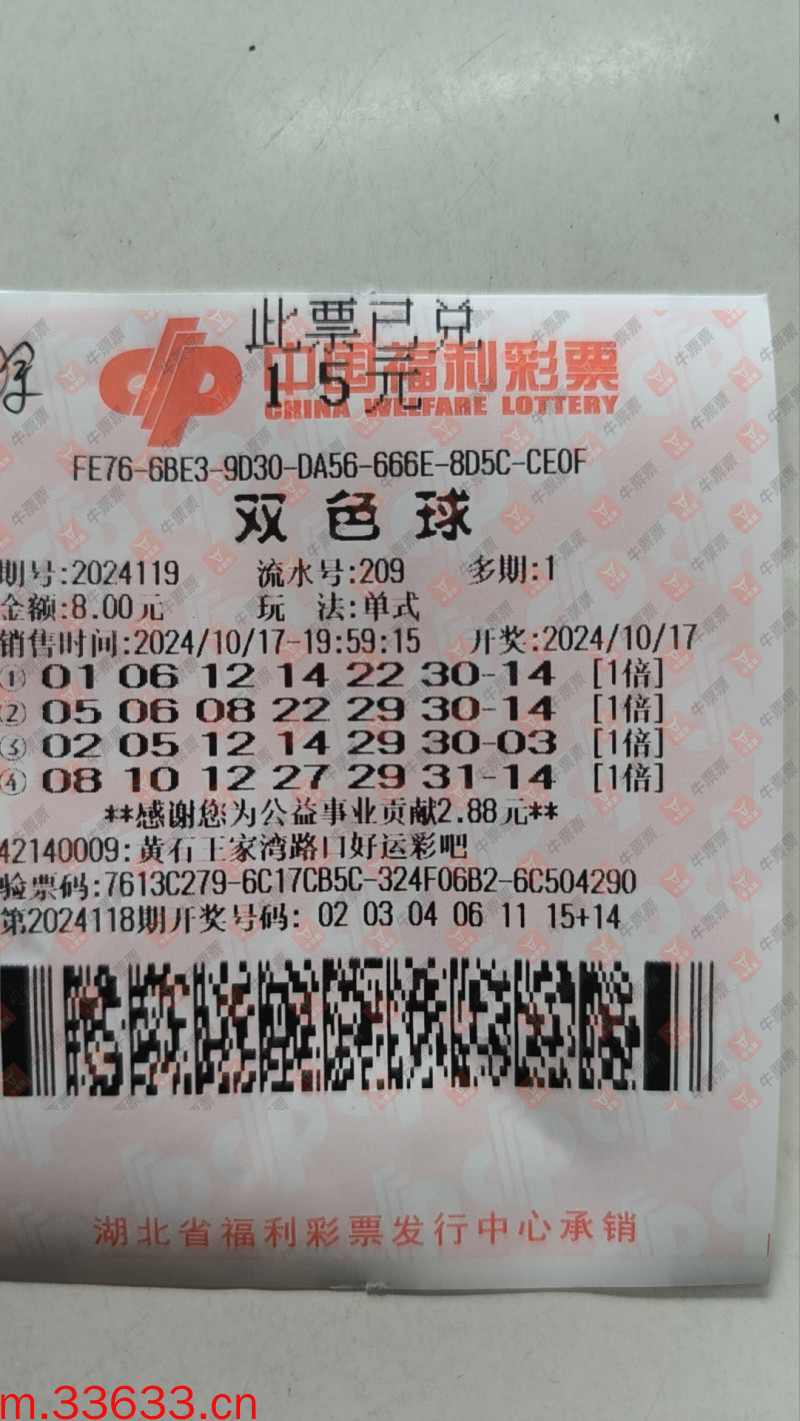 此票已兑
中国福利彩票
15元
CHINA WELFARE LOTTERY
FE76-6BE3-9D30-DA56-666E-8D5C-CE0F
双色球
期号:2024119 流水号:209 多期:1
金额:8.00元 玩 法:单式
销售时间:2024/10/17-19:59:15 开奖:2024/10/17
① 01 06 12 14 22 30-14 [1倍]
② 05 06 08 22 29 30-14 [1倍]
③ 02 05 12 14 29 30-03 [1倍]
④ 08 10 12 27 29 31-14 [1倍]
**感谢您为公益事业贡献2.88元**
42140009:黄石王家湾路口好运彩吧
验票码:7613C279-6C17CB5C-324F06B2-6C504290
第2024118期开奖号码: 02 03 04 06 11 15+14
湖北省福利彩票发行中心承销
牛票票
m.33633.cn